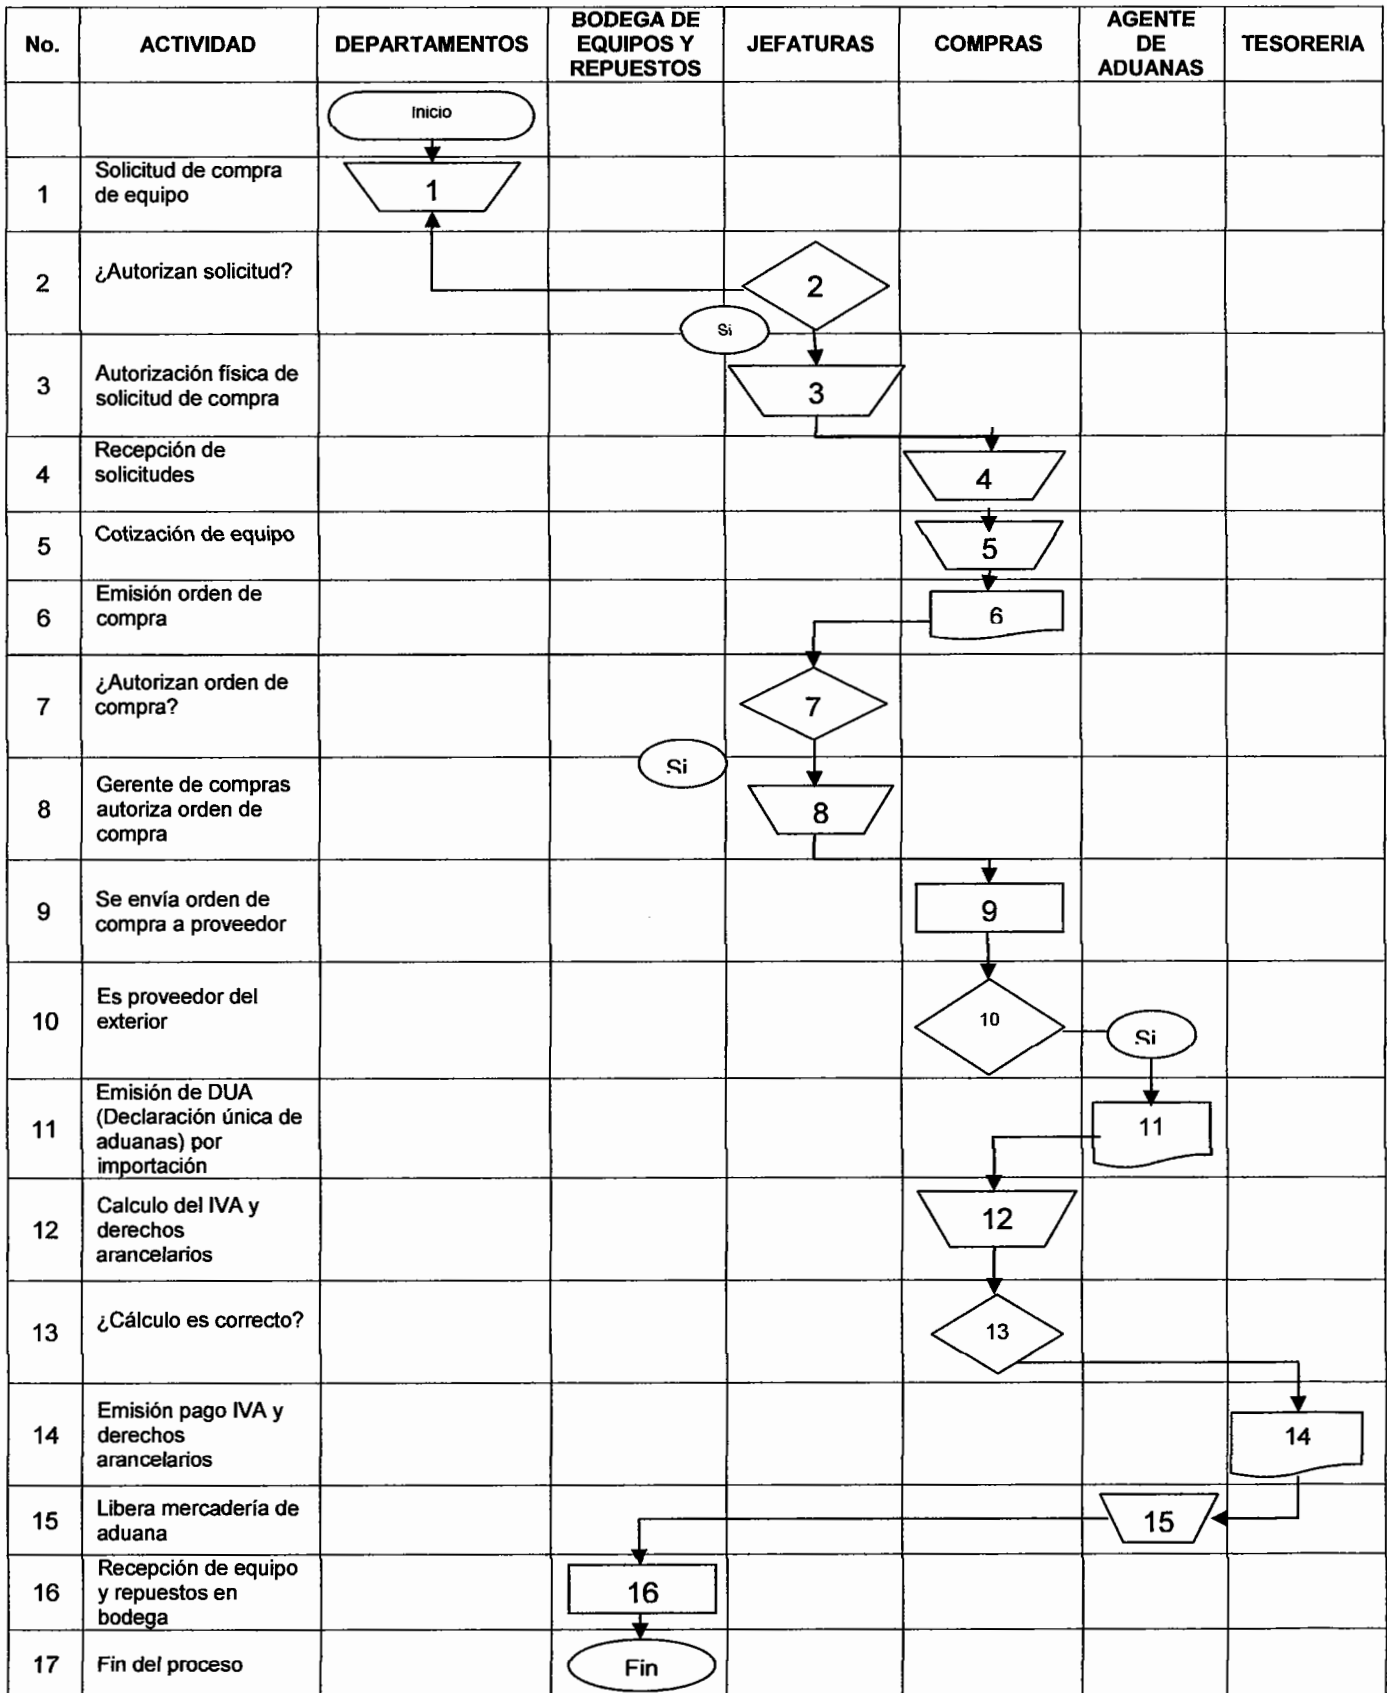 No.
ACTIVIDAD
DEPARTAMENTOS
BODEGA DE
EQUIPOS Y
REPUESTOS
JEFATURAS
COMPRAS
AGENTE
DE
ADUANAS
TESORERIA
Inicio
1
Solicitud de compra
de equipo
1
2
¿Autorizan solicitud?
2
Si
3
Autorización física de
solicitud de compra
3
4
Recepción de
solicitudes
4
5
Cotización de equipo
5
6
Emisión orden de
compra
6
7
¿Autorizan orden de
compra?
7
Si
8
Gerente de compras
autoriza orden de
compra
8
9
Se envía orden de
compra a proveedor
9
10
Es proveedor del
exterior
10
Si
11
Emisión de DUA
(Declaración única de
aduanas) por
importación
11
12
Calculo del IVA y
derechos
arancelarios
12
13
¿Cálculo es correcto?
13
14
Emisión pago IVA y
derechos
arancelarios
14
15
Libera mercadería de
aduana
15
16
Recepción de equipo
y repuestos en
bodega
16
17
Fin del proceso
Fin